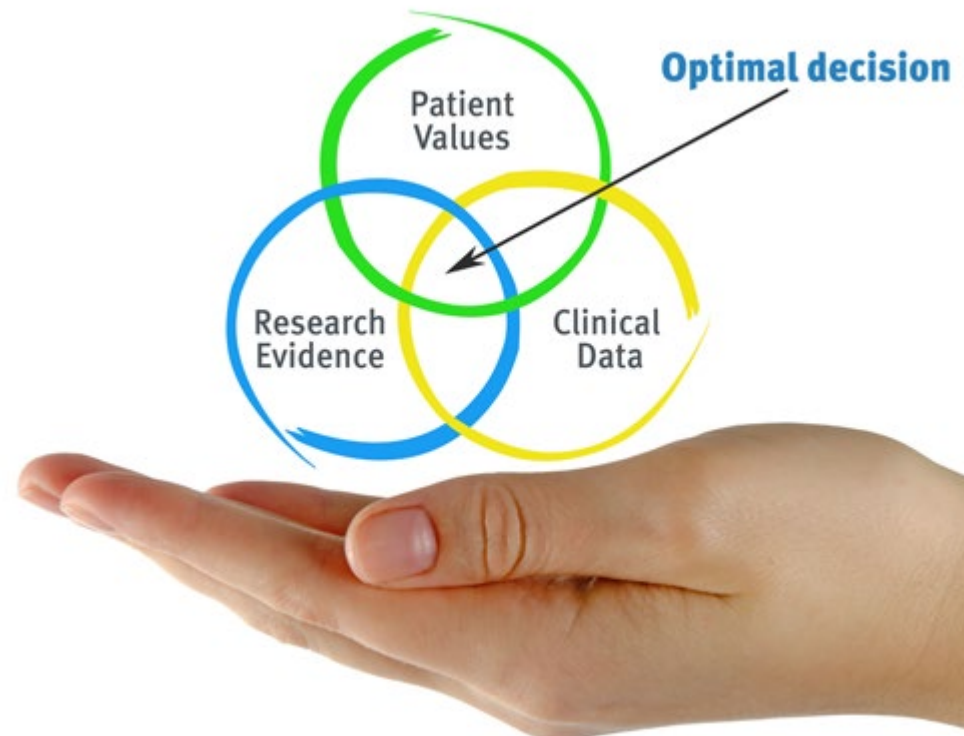 Optimal decision
Patient
Values
Research
Evidence
Clinical
Data